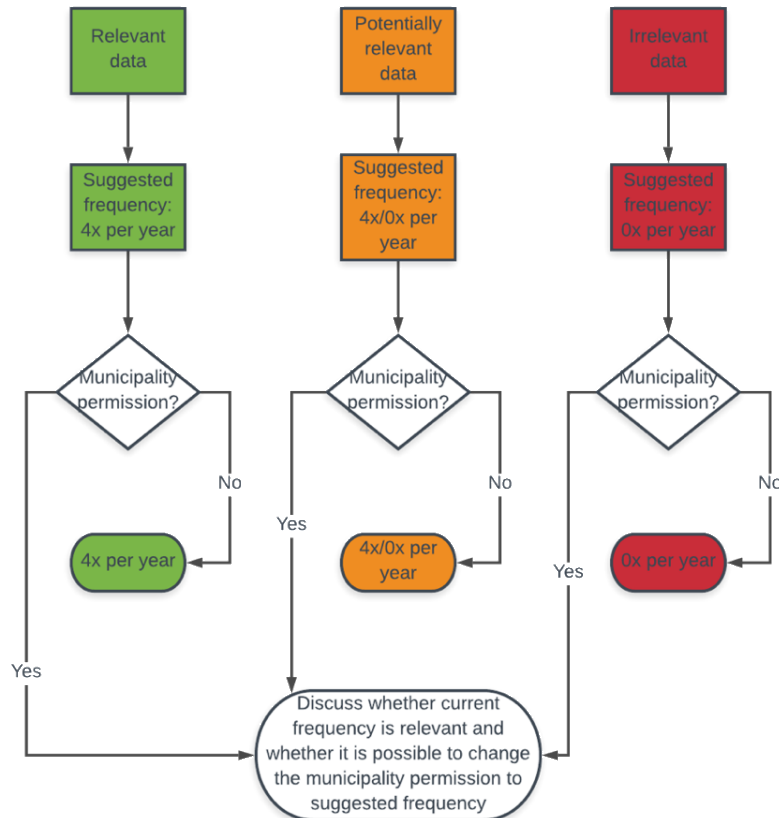 Relevant
data
Potentially
relevant
data
Irrelevant
data
Suggested
frequency:
4x per year
Suggested
frequency:
4x/0x per
year
Suggested
frequency:
0x per year
Municipality
permission?
Municipality
permission?
Municipality
permission?
No
No
No
Yes
4x per year
4x/0x per
year
0x per year
Yes
Yes
Discuss whether current
frequency is relevant and
whether it is possible to change
the municipality permission to
suggested frequency